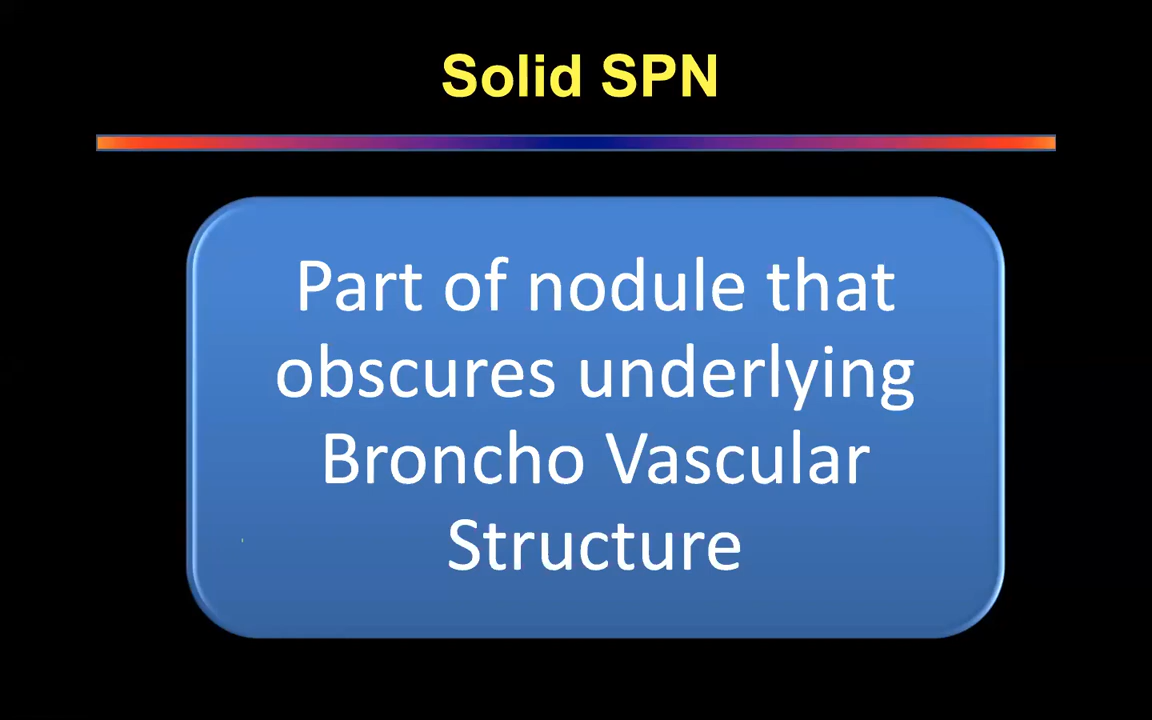 Solid SPN
Part of nodule that
obscures underlying
Broncho Vascular
Structure